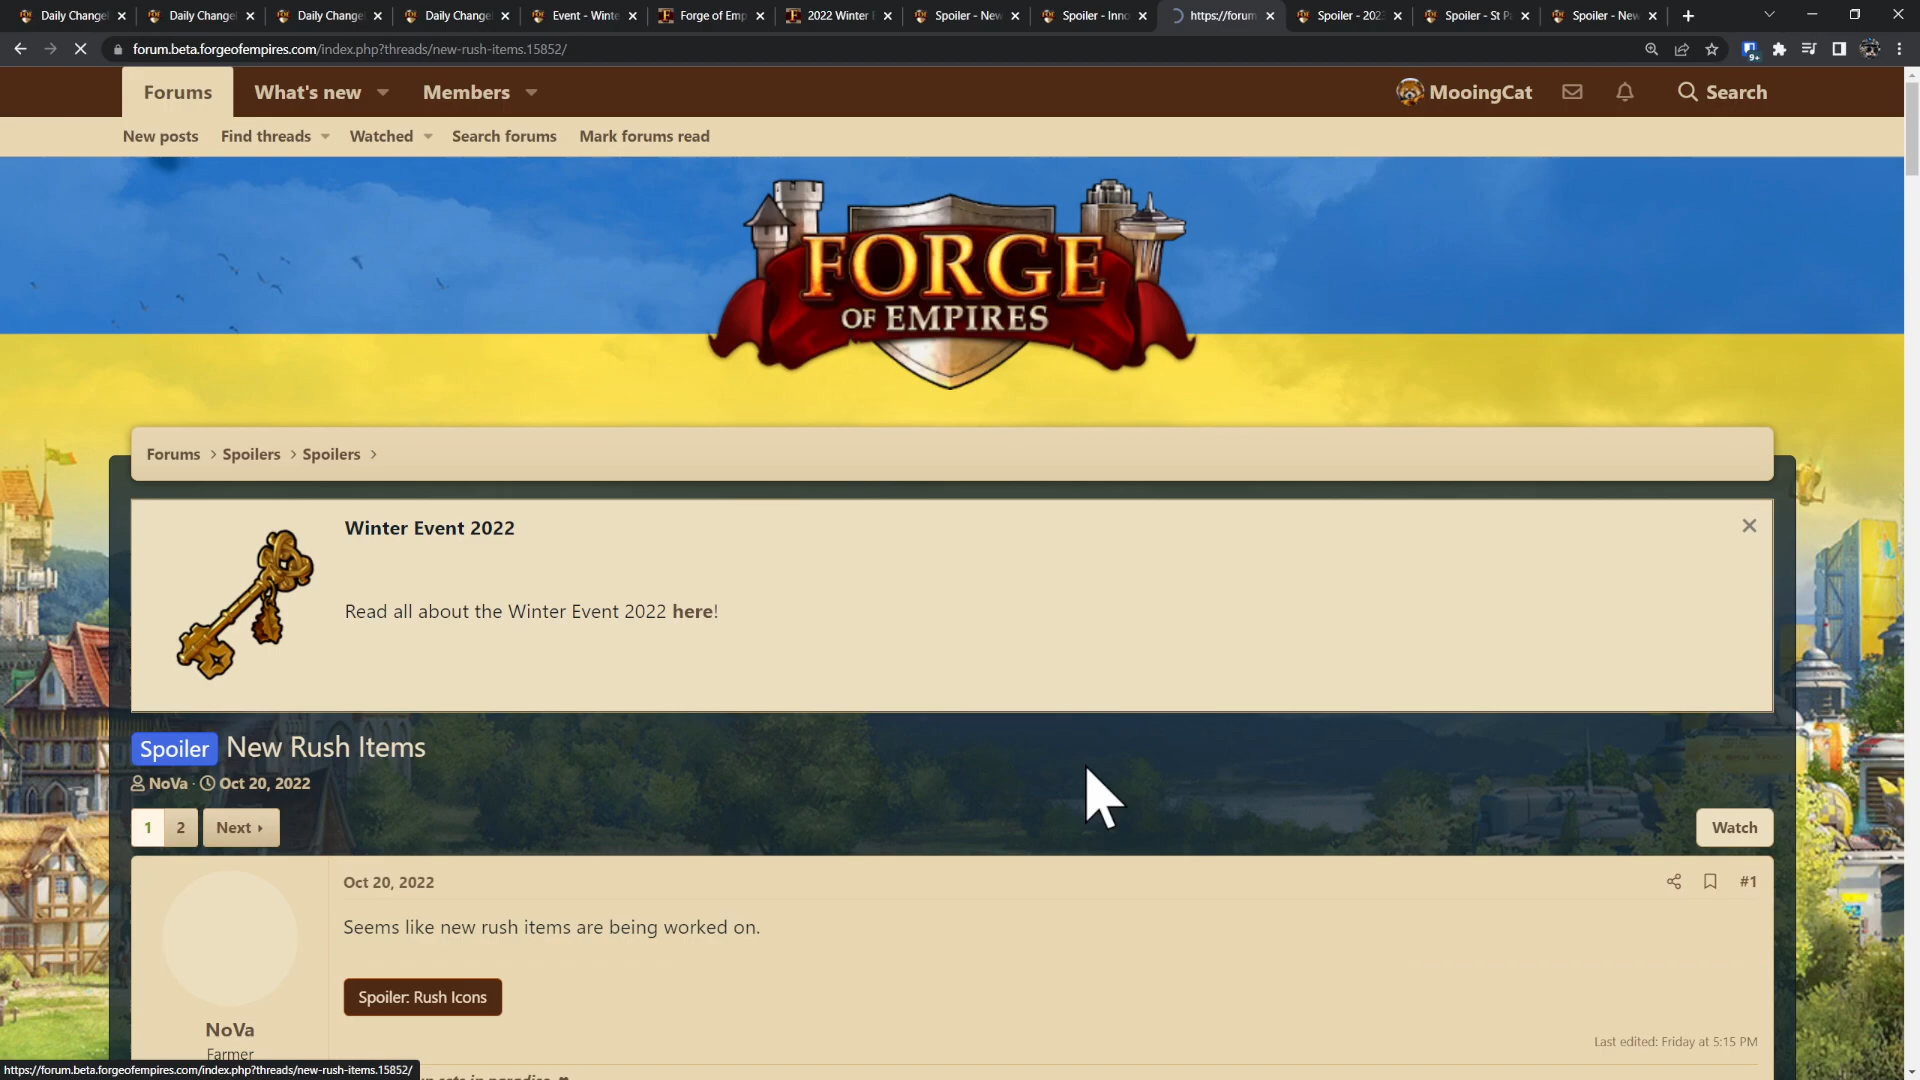 Daily Change
Daily Change
Daily Change
Daily Change
Event - Winte
Forge of Emp
2022 Winter E
Spoiler - New
Spoiler - Inno
https://forum
Spoiler - 202
Spoiler - St Pa
Spoiler - New
forum.beta.forgeofempires.com/index.php?threads/new-rush-items.15852/
9+
Forums
What's new
Members
MooingCat
Search
New posts
Find threads
Watched
Search forums
Mark forums read
FORGE
OF EMPIRES
Forums > Spoilers > Spoilers >
Winter Event 2022
Read all about the Winter Event 2022 here!
Spoiler New Rush Items
NoVa · Oct 20, 2022
1 2 Next
Watch
Oct 20, 2022
#1
Seems like new rush items are being worked on.
Spoiler: Rush Icons
NoVa
Farmer
Last edited: Friday at 5:15 PM
https://forum.beta.forgeofempires.com/index.php?threads/new-rush-items.15852/